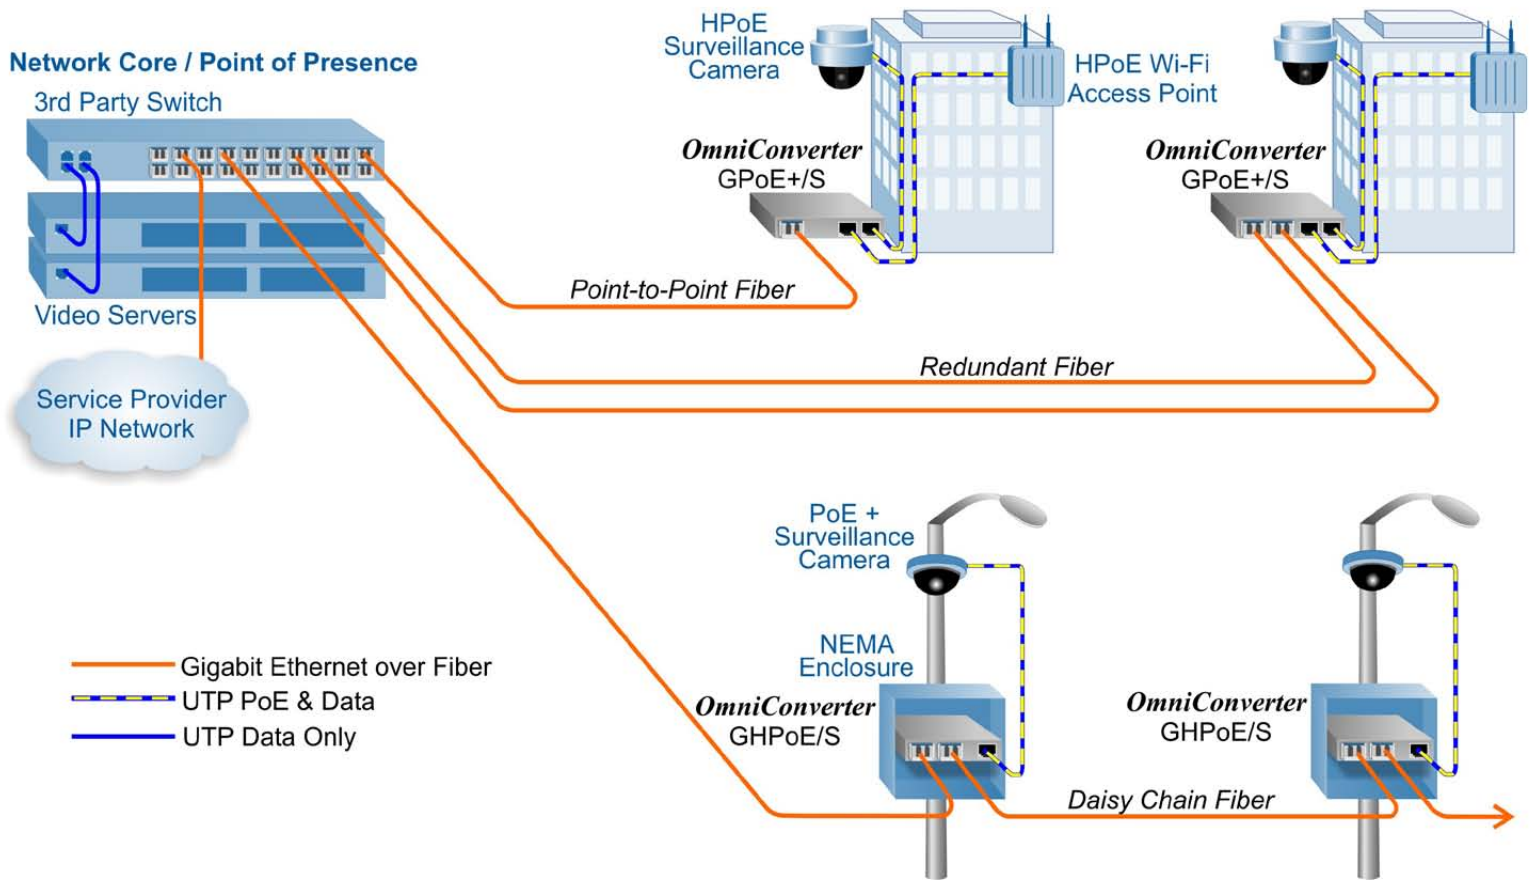 Network Core / Point of Presence
3rd Party Switch
Video Servers
Service Provider
IP Network
HPoE
Surveillance
Camera
HPoE Wi-Fi
Access Point
OmniConverter
GPoE+/S
OmniConverter
GPoE+/S
Point-to-Point Fiber
Redundant Fiber
PoE +
Surveillance
Camera
NEMA
Enclosure
OmniConverter
GHPoE/S
OmniConverter
GHPoE/S
Daisy Chain Fiber
Gigabit Ethernet over Fiber
UTP PoE & Data
UTP Data Only